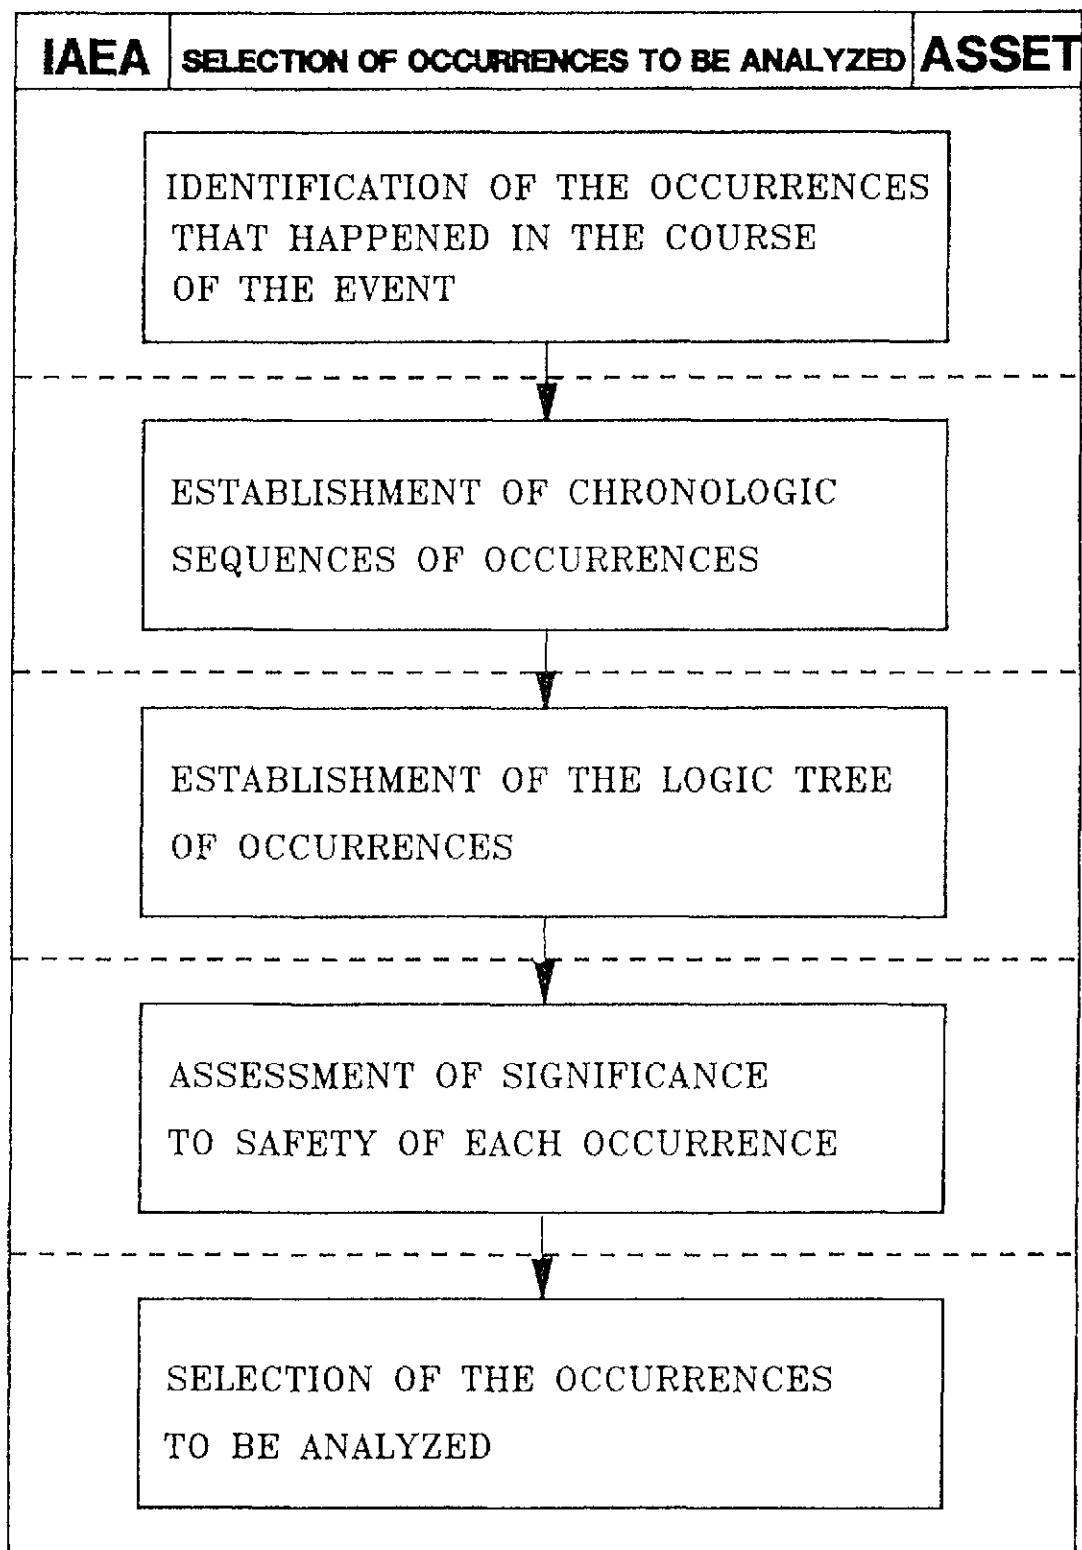 IAEA SELECTION OF OCCURRENCES TO BE ANALYZED ASSET
IDENTIFICATION OF THE OCCURRENCES
THAT HAPPENED IN THE COURSE
OF THE EVENT
ESTABLISHMENT OF CHRONOLOGIC
SEQUENCES OF OCCURRENCES
ESTABLISHMENT OF THE LOGIC TREE
OF OCCURRENCES
ASSESSMENT OF SIGNIFICANCE
TO SAFETY OF EACH OCCURRENCE
SELECTION OF THE OCCURRENCES
TO BE ANALYZED